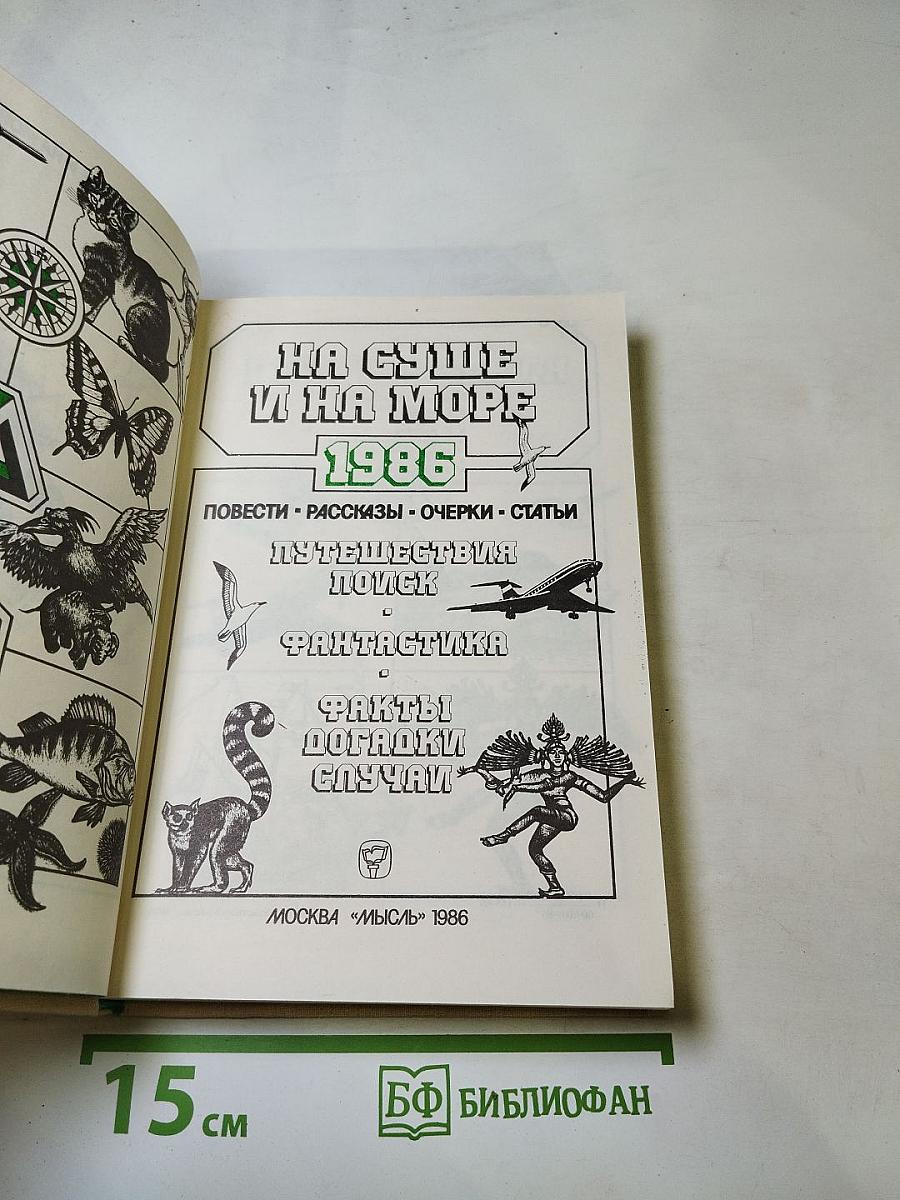 НА СУШЕ
И НА МОРЕ
1986
ПОВЕСТИ · РАССКАЗЫ · ОЧЕРКИ · СТАТЬИ
ПУТЕШЕСТВИЯ
ПОИСК
ФАНТАСТИКА
ФАКТЫ
ДОГАДКИ
СЛУЧАИ
МОСКВА «МЫСЛЬ» 1986
15 СМ
БФ БИБЛИОФАН